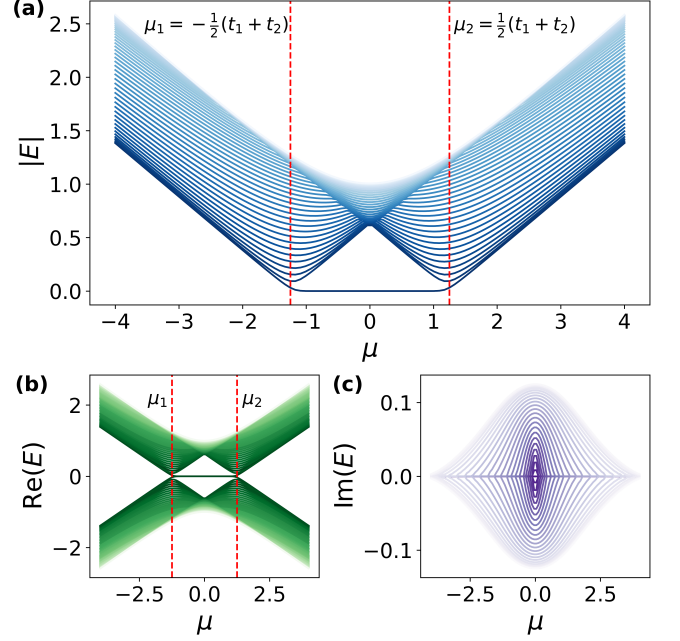 (a)
μ₁ = −½(t₁ + t₂)
μ₂ = ½(t₁ + t₂)
|E|
2.5
2.0
1.5
1.0
0.5
0.0
−4 −3 −2 −1 0 1 2 3 4
μ
(b)
μ₁
μ₂
Re(E)
2
0
−2
−2.5 0.0 2.5
μ
(c)
Im(E)
0.1
0.0
−0.1
−2.5 0.0 2.5
μ